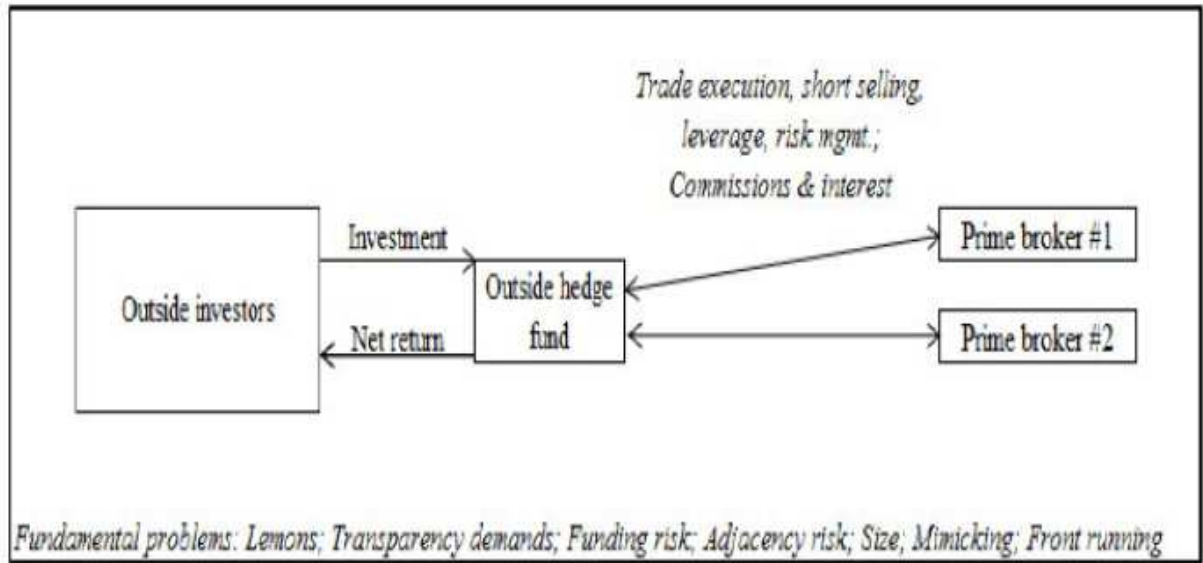 Trade execution, short selling,
leverage, risk mgmt.;
Commissions & interest
Outside investors
Investment
Net return
Outside hedge
fund
Prime broker #1
Prime broker #2
Fundamental problems: Lemons; Transparency demands; Funding risk; Adjacency risk; Size; Mimicking; Front running